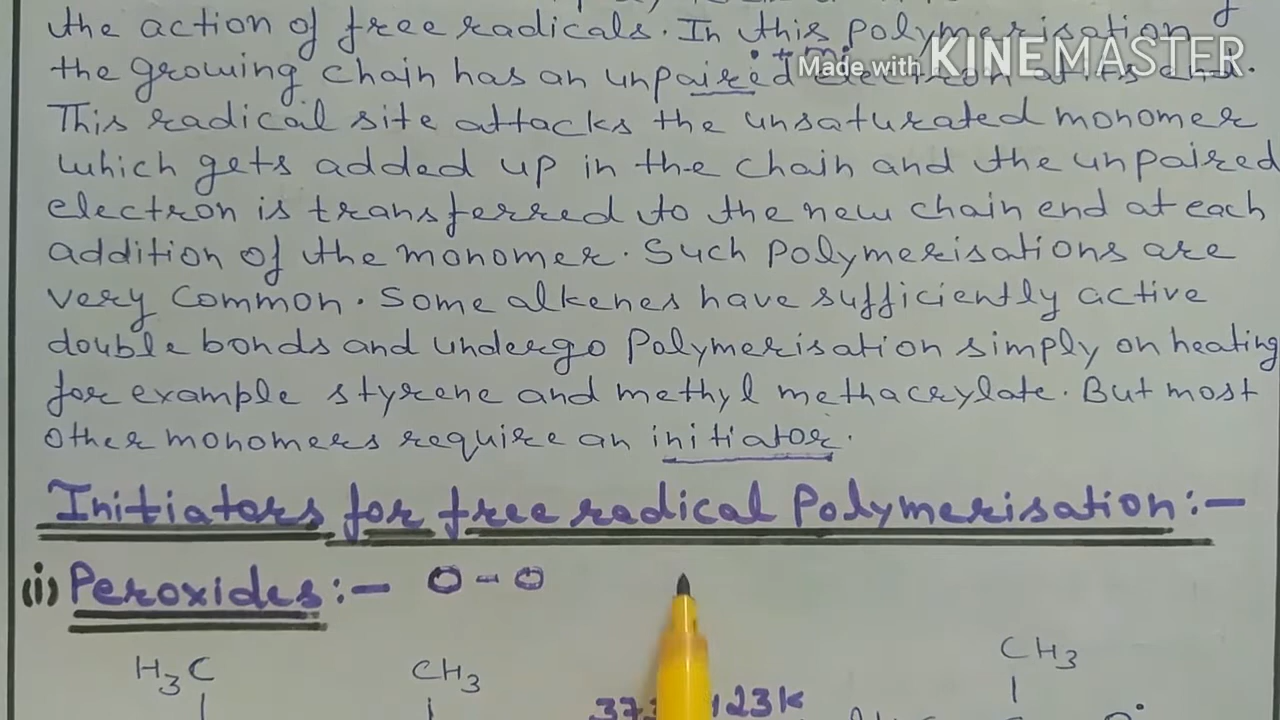 the action of free radicals. In this polymerisation
Made with KINEMASTER
the growing chain has an unpaired electron at its end.
This radical site attacks the unsaturated monomer
which gets added up in the chain and the unpaired
electron is transferred to the new chain end at each
addition of the monomer. Such polymerisations are
very common. Some alkenes have sufficiently active
double bonds and undergo Polymerisation simply on heating
for example styrene and methyl methacrylate. But most
other monomers require an initiator.
Initiators for free radical Polymerisation:-
(i) Peroxides:- O-O
H3C CH3 CH3